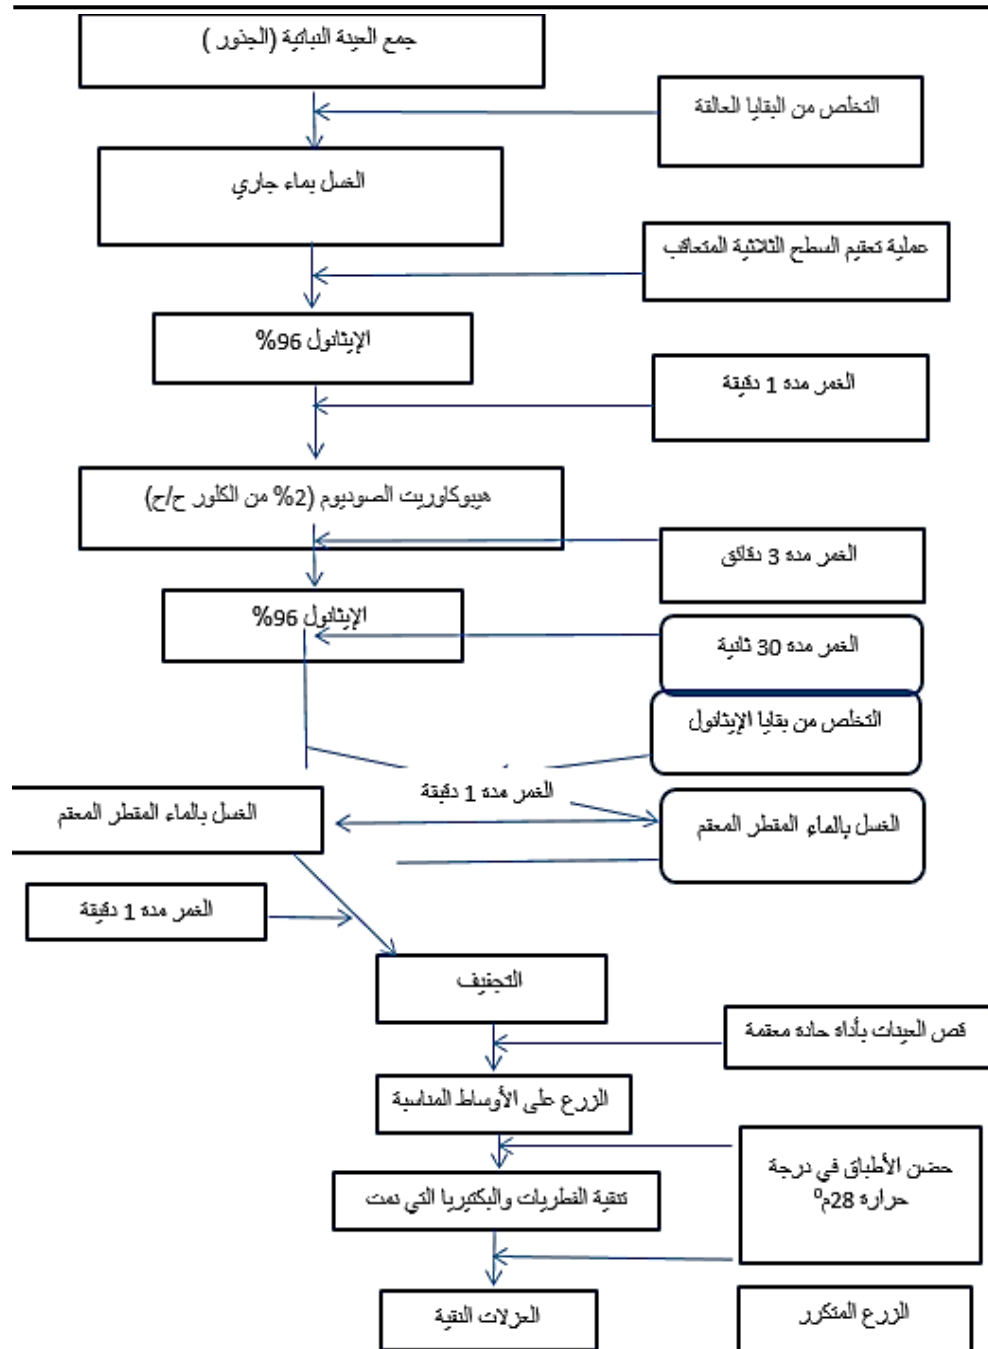 جمع العينة النباتية (الجذور )
التخلص من البقايا العالقة
الغسل بماء جاري
عملية تعقيم السطح الثلاثية المتعاقب
الإيثانول 96%
الغمر مدة 1 دقيقة
هيبوكلوريت الصوديوم (2% من الكلور ح/ح)
الغمر مدة 3 دقائق
الإيثانول 96%
الغمر مدة 30 ثانية
التخلص من بقايا الإيثانول
الغمر مدة 1 دقيقة
الغسل بالماء المقطر المعقم
الغسل بالماء المقطر المعقم
الغمر مدة 1 دقيقة
التجفيف
قص العينات بأداة حادة معقمة
الزرع على الأوساط المناسبة
حضن الأطباق في درجة
حرارة 28م⁰
تنقية الفطريات والبكتيريا التي نمت
العزلات النقية
الزرع المتكرر